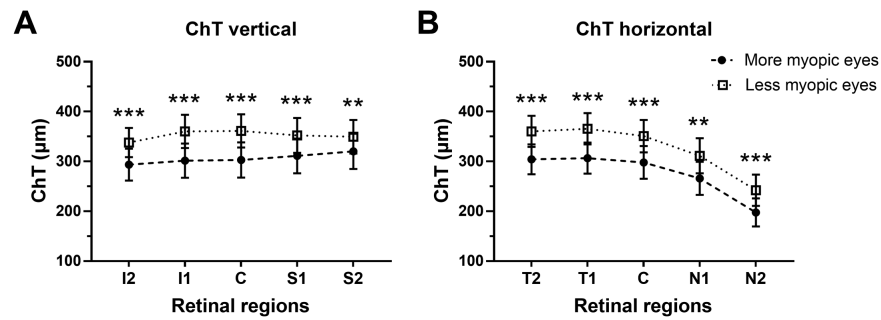 A
ChT vertical
500
400
300
200
100
ChT (μm)
*** *** *** *** **
I2 I1 C S1 S2
Retinal regions
B
ChT horizontal
More myopic eyes
Less myopic eyes
500
400
300
200
100
ChT (μm)
*** *** *** ** ***
T2 T1 C N1 N2
Retinal regions